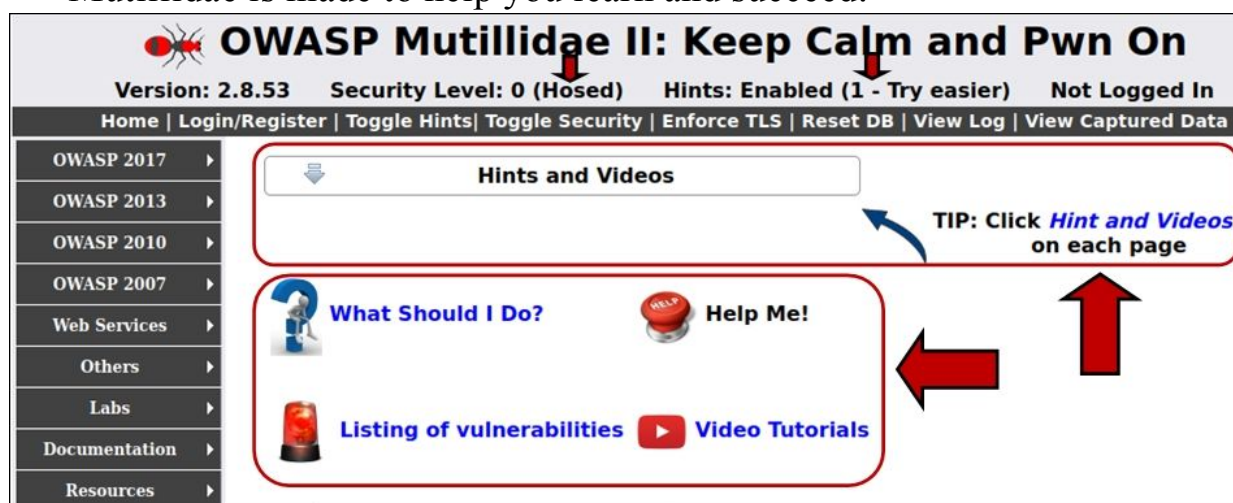 Mutillidae is made to help you learn and succeed.
OWASP Mutillidae II: Keep Calm and Pwn On
Version: 2.8.53 Security Level: 0 (Hosed) Hints: Enabled (1 - Try easier) Not Logged In
Home | Login/Register | Toggle Hints| Toggle Security | Enforce TLS | Reset DB | View Log | View Captured Data
OWASP 2017
OWASP 2013
OWASP 2010
OWASP 2007
Web Services
Others
Labs
Documentation
Resources
Hints and Videos
TIP: Click Hint and Videos
on each page
What Should I Do?
HELP
Help Me!
Listing of vulnerabilities
Video Tutorials